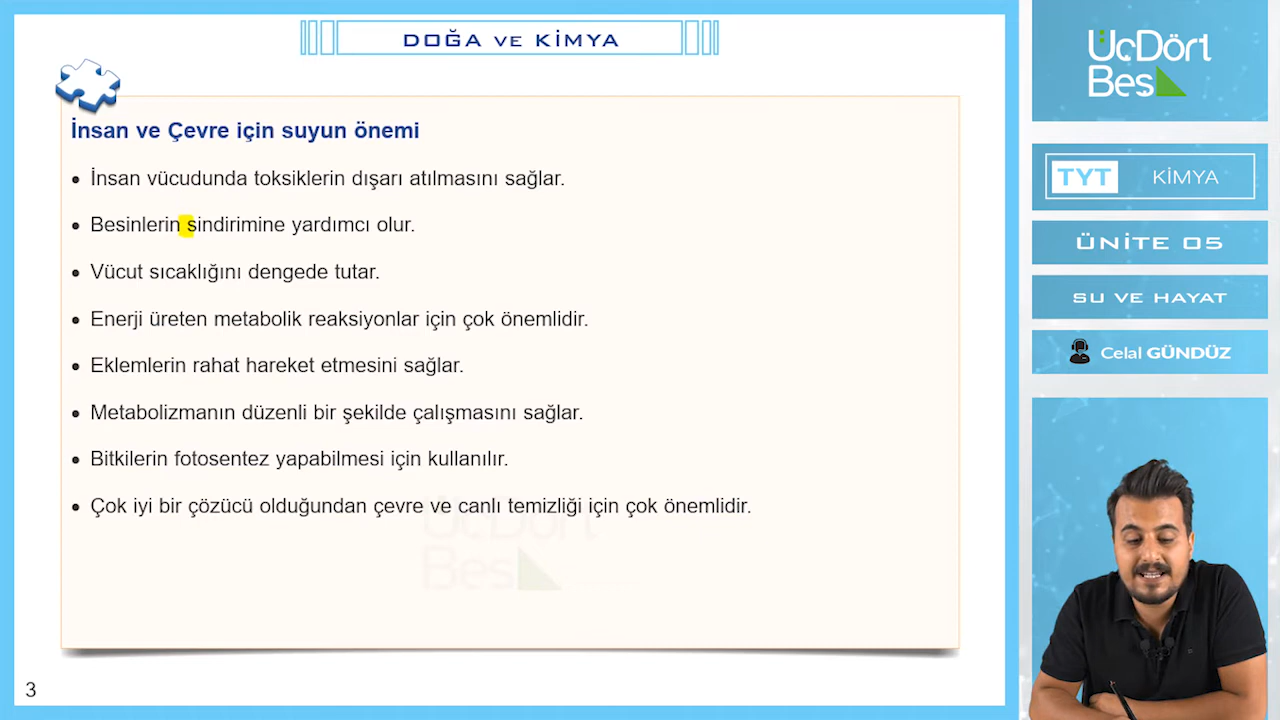 DOĞA VE KİMYA
İnsan ve Çevre için suyun önemi
• İnsan vücudunda toksiklerin dışarı atılmasını sağlar.
• Besinlerin sindirimine yardımcı olur.
• Vücut sıcaklığını dengede tutar.
• Enerji üreten metabolik reaksiyonlar için çok önemlidir.
• Eklemlerin rahat hareket etmesini sağlar.
• Metabolizmanın düzenli bir şekilde çalışmasını sağlar.
• Bitkilerin fotosentez yapabilmesi için kullanılır.
• Çok iyi bir çözücü olduğundan çevre ve canlı temizliği için çok önemlidir.
ÜçDört
Beş
3
ÜçDört
Beş
TYT KİMYA
ÜNİTE 05
SU VE HAYAT
Celal GÜNDÜZ